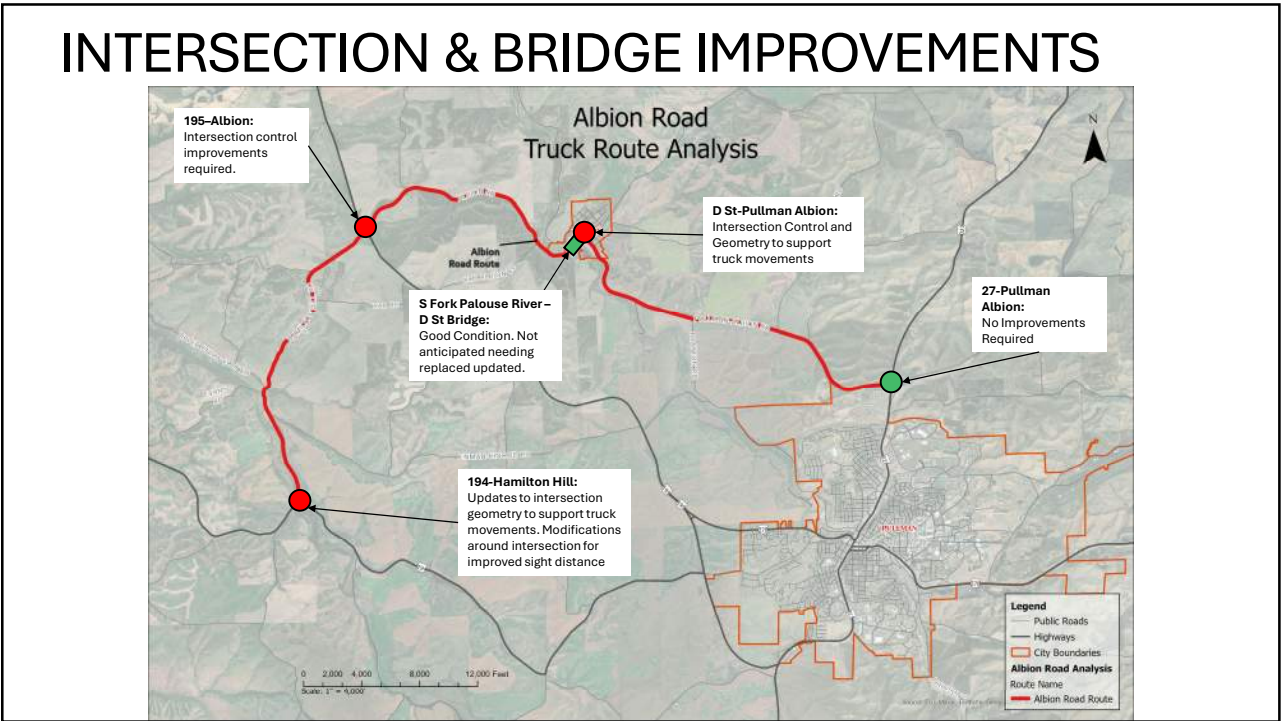 INTERSECTION & BRIDGE IMPROVEMENTS
Albion Road
Truck Route Analysis
N
195–Albion:
Intersection control
improvements
required.
D St-Pullman Albion:
Intersection Control and
Geometry to support
truck movements
Albion
Road Route
S Fork Palouse River –
D St Bridge:
Good Condition. Not
anticipated needing
replaced updated.
27-Pullman
Albion:
No Improvements
Required
194-Hamilton Hill:
Updates to intersection
geometry to support truck
movements. Modifications
around intersection for
improved sight distance
PULLMAN
Legend
Public Roads
Highways
City Boundaries
Albion Road Analysis
Route Name
Albion Road Route
0 2,000 4,000 8,000 12,000 Feet
Scale: 1" = 4,000'